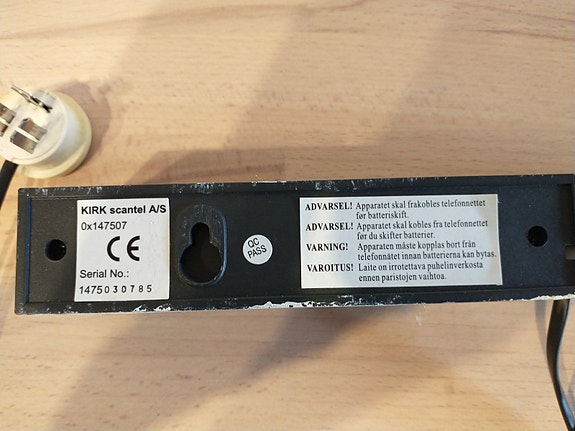 KIRK scantel A/S
0x147507
CE
Serial No.:
1475030785
QC
PASS
ADVARSEL! Apparatet skal frakobles telefonnettet
før batteriskift.
ADVARSEL! Apparatet skal kobles fra telefonnettet
før du skifter batterier.
VARNING! Apparaten måste kopplas bort från
telefonnätet innan batterierna kan bytas.
VAROITUS! Laite on irrotettava puhelinverkosta
ennen paristojen vaihtoa.